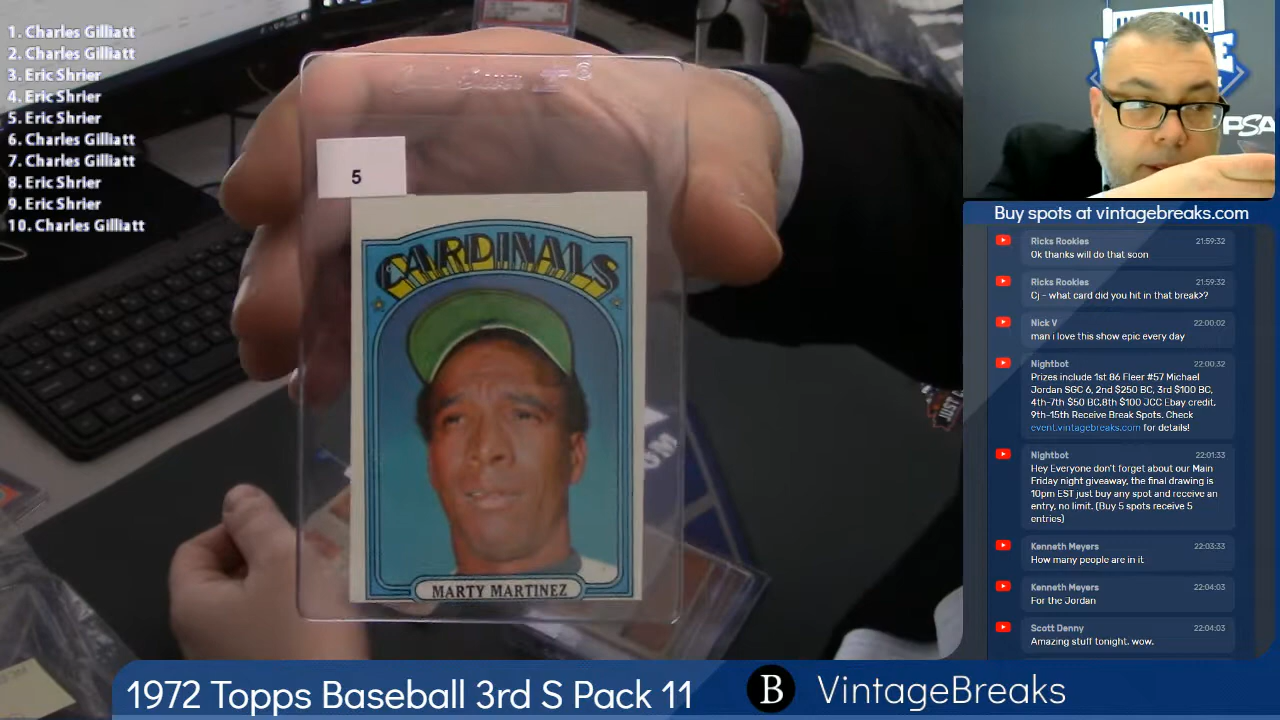 1. Charles Gilliatt
2. Charles Gilliatt
3. Eric Shrier
4. Eric Shrier
5. Eric Shrier
6. Charles Gilliatt
7. Charles Gilliatt
8. Eric Shrier
9. Eric Shrier
10. Charles Gilliatt
5
CARDINALS
MARTY MARTINEZ
GM
JUST
PSA
Buy spots at vintagebreaks.com
Ricks Rookies 21:59:32
Ok thanks will do that soon
Ricks Rookies 21:59:32
Cj - what card did you hit in that break>?
Nick V 22:00:02
man i love this show epic every day
Nightbot 22:00:32
Prizes include 1st 86 Fleer #57 Michael
Jordan SGC 6, 2nd $250 BC, 3rd $100 BC,
4th-7th $50 BC,8th $100 JCC Ebay credit,
9th-15th Receive Break Spots. Check
event.vintagebreaks.com for details!
Nightbot 22:01:33
Hey Everyone don't forget about our Main
Friday night giveaway, the final drawing is
10pm EST just buy any spot and receive an
entry, no limit. (Buy 5 spots receive 5
entries)
Kenneth Meyers 22:03:33
How many people are in it
Kenneth Meyers 22:04:03
For the Jordan
Scott Denny 22:04:03
Amazing stuff tonight. wow.
1972 Topps Baseball 3rd S Pack 11
B VintageBreaks